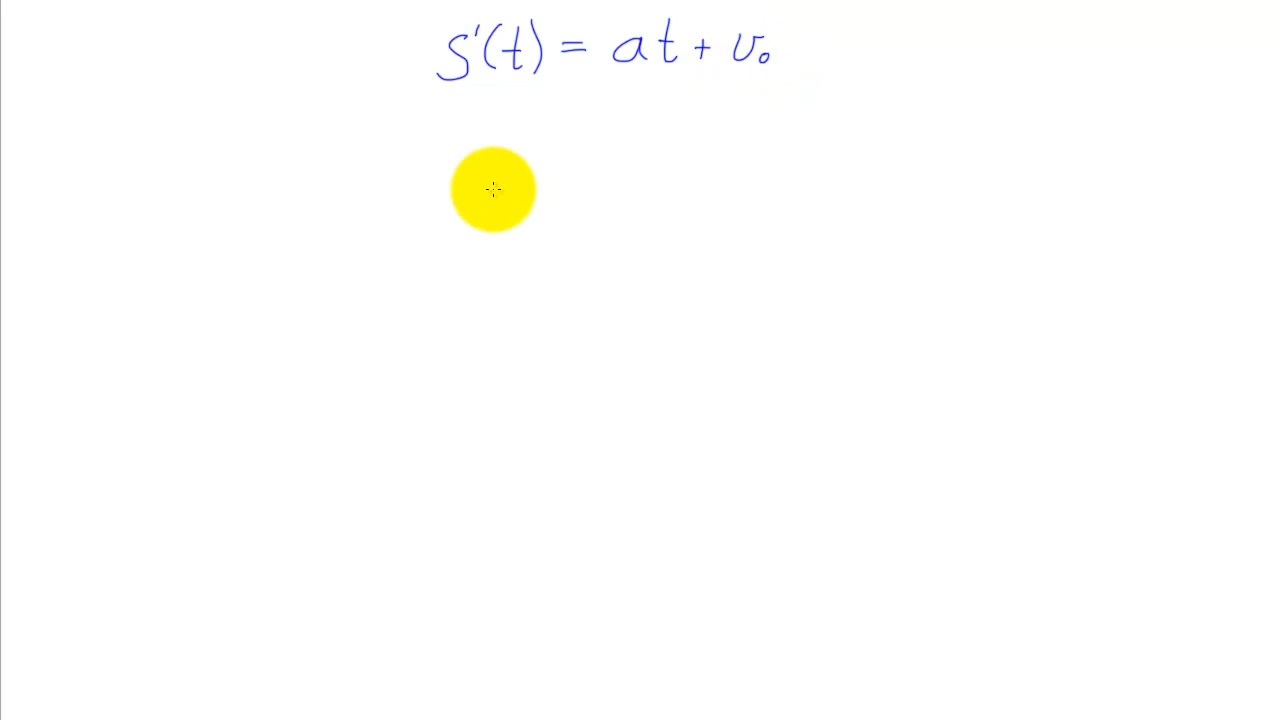 s'(t) = at + v₀